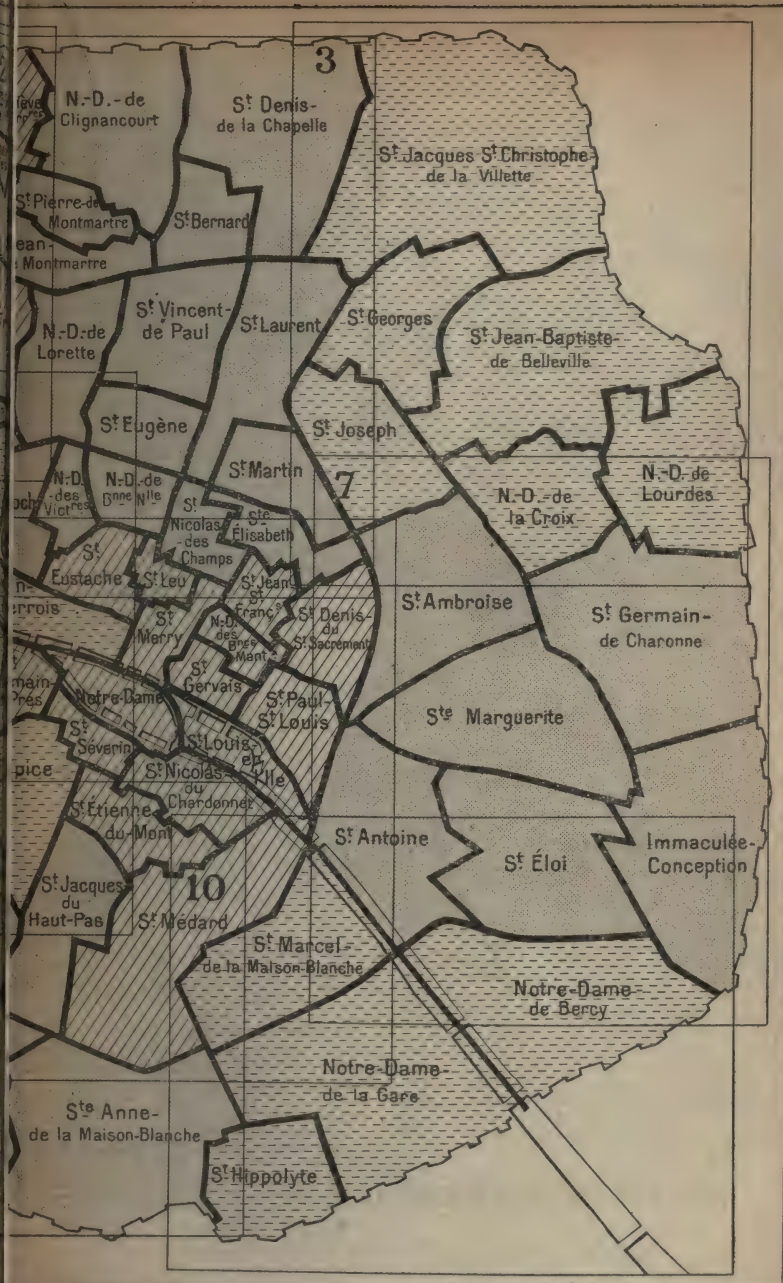 3
N.-D.-de
Clignancourt
St Denis-
de la Chapelle
St Jacques St Christophe-
de la Villette
St Pierre-de
Montmartre
St Bernard
ean-
Montmartre
St Vincent-
de Paul
St Laurent
St Georges
N.-D.-de
Lorette
St Jean-Baptiste-
de Belleville
St Eugène
St Joseph
St Martin
7
N.-D.
des
Victres
N.-D.-de
Bnne Nlle
St
Nicolas
des
Champs
Ste
Élisabeth
N.-D.-de
la Croix
N.-D. de
Lourdes
St
Eustache
St Leu
St Jean
St
Françs
St Ambroise
St Germain-
de Charonne
St
Merry
N.-D.
des
Bncs
Mant.
St Denis-
du
St Sacrement
St
Gervais
Notre-Dame
St Paul-
St Louis
Ste Marguerite
St
Séverin
St Louis-
en
l'Ile
pice
St Nicolas
du
Chardonnet
St Étienne
du-Mont
St Antoine
St Éloi
Immaculée-
Conception
St Jacques
du
Haut-Pas
10
St Médard
St Marcel-
de la Maison-Blanche
Notre-Dame-
de Bercy
Notre-Dame-
de la Gare
Ste Anne-
de la Maison-Blanche
St Hippolyte